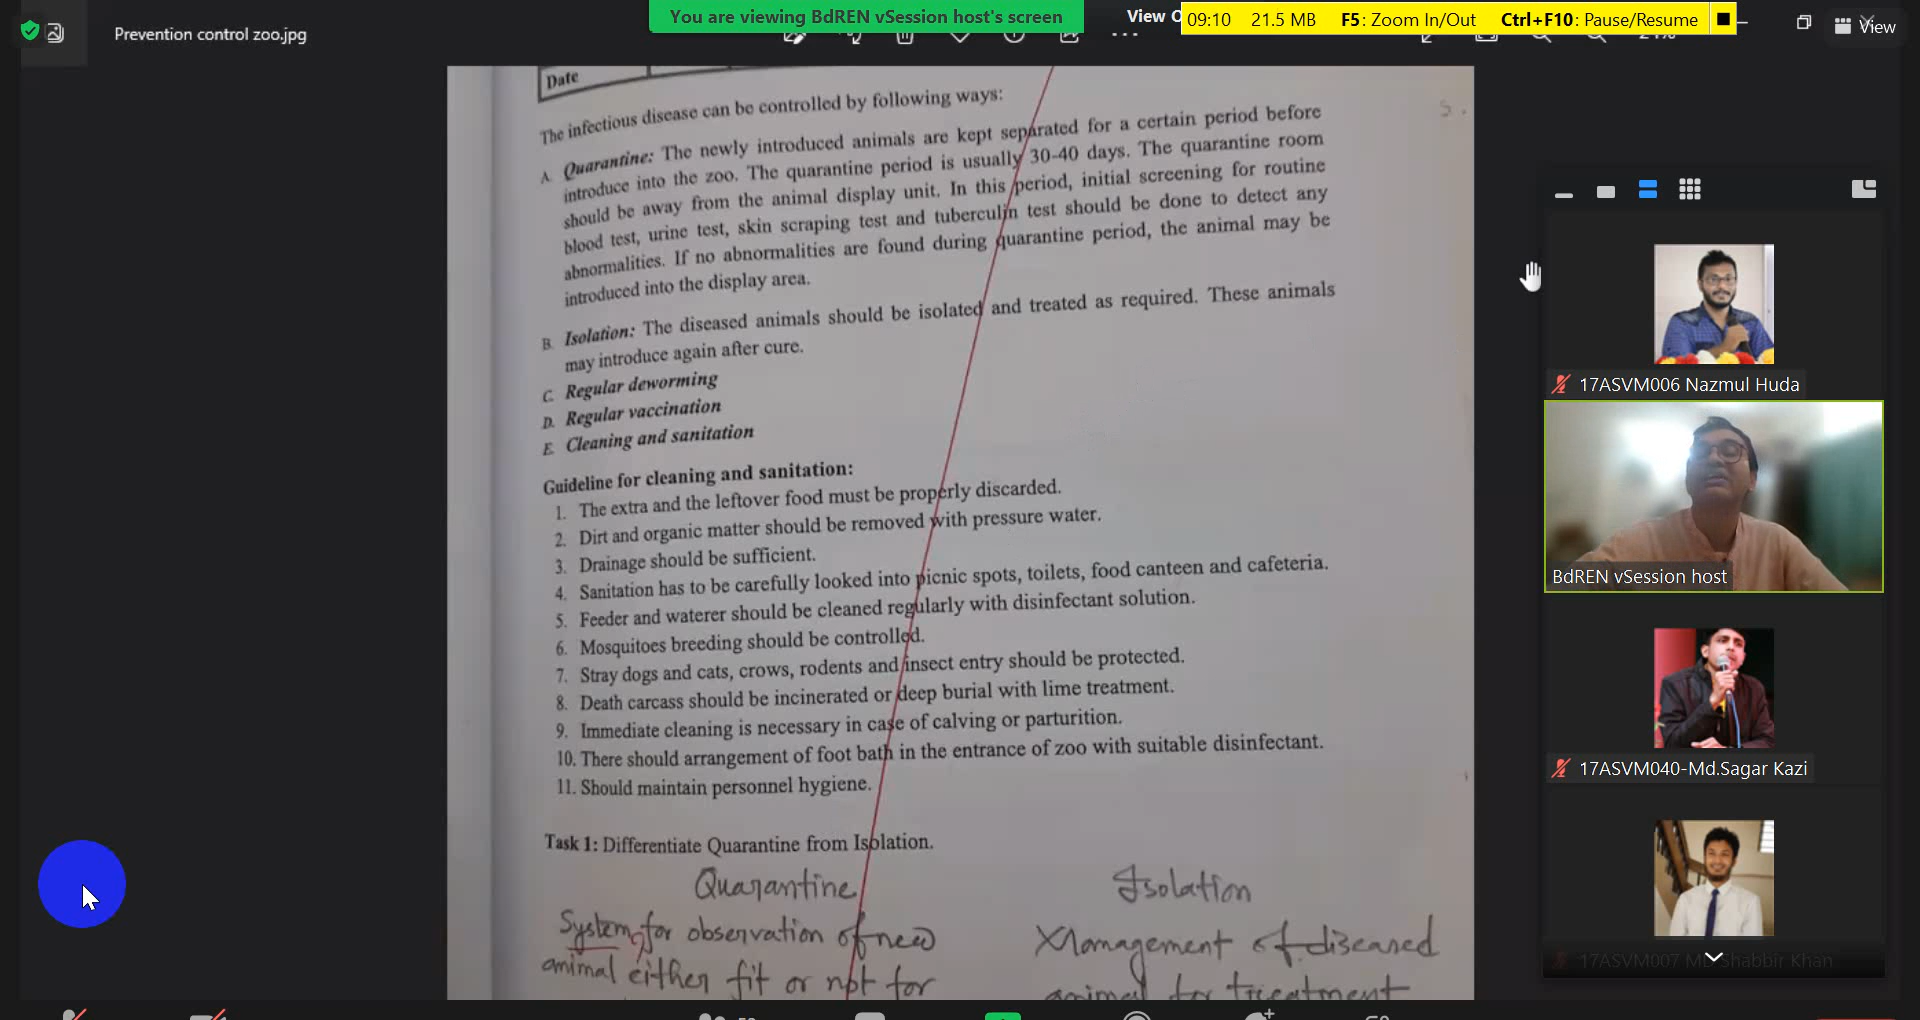 You are viewing BdREN vSession host's screen
09:10 21.5 MB F5: Zoom In/Out Ctrl+F10: Pause/Resume
View
Prevention control zoo.jpg
Date
The infectious disease can be controlled by following ways:
A. Quarantine: The newly introduced animals are kept separated for a certain period before
introduce into the zoo. The quarantine period is usually 30-40 days. The quarantine room
should be away from the animal display unit. In this period, initial screening for routine
blood test, urine test, skin scraping test and tuberculin test should be done to detect any
abnormalities. If no abnormalities are found during quarantine period, the animal may be
introduced into the display area.
B. Isolation: The diseased animals should be isolated and treated as required. These animals
may introduce again after cure.
C. Regular deworming
D. Regular vaccination
E. Cleaning and sanitation
Guideline for cleaning and sanitation:
1. The extra and the leftover food must be properly discarded.
2. Dirt and organic matter should be removed with pressure water.
3. Drainage should be sufficient.
4. Sanitation has to be carefully looked into picnic spots, toilets, food canteen and cafeteria.
5. Feeder and waterer should be cleaned regularly with disinfectant solution.
6. Mosquitoes breeding should be controlled.
7. Stray dogs and cats, crows, rodents and insect entry should be protected.
8. Death carcass should be incinerated or deep burial with lime treatment.
9. Immediate cleaning is necessary in case of calving or parturition.
10. There should arrangement of foot bath in the entrance of zoo with suitable disinfectant.
11. Should maintain personnel hygiene.
Task 1: Differentiate Quarantine from Isolation.
Quarantine Isolation
System for observation of new
animal either fit or not for
Management of diseased
animal for treatment
17ASVM006 Nazmul Huda
BdREN vSession host
17ASVM040-Md.Sagar Kazi
17ASVM007 MD Shabbir Khan